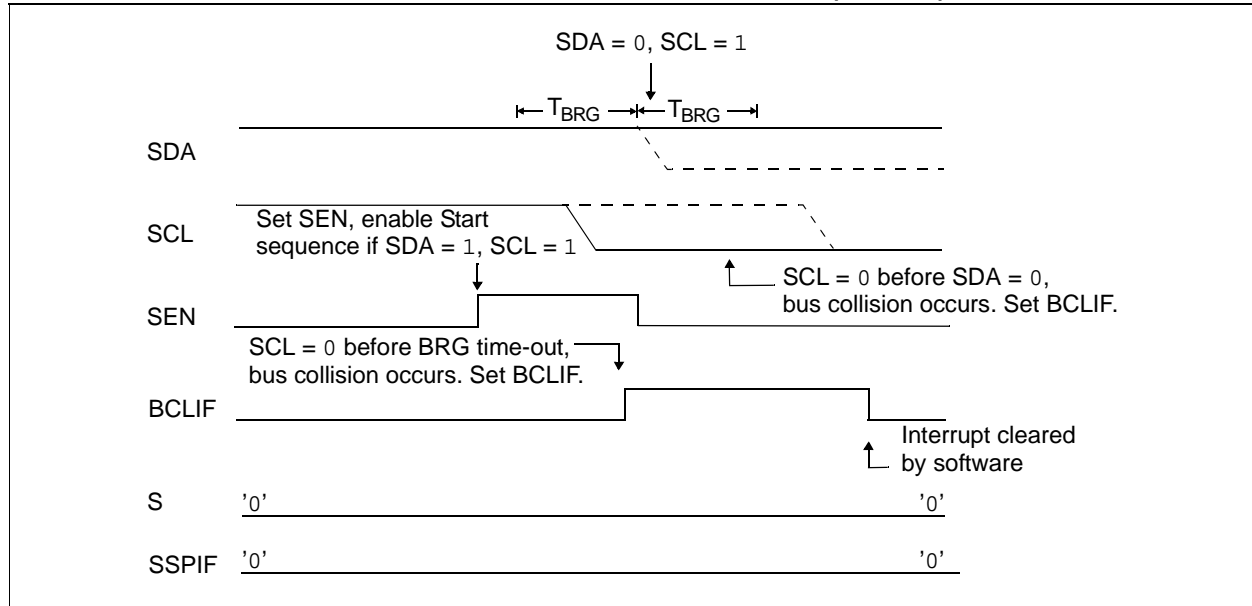 SDA = 0, SCL = 1
TBRG TBRG
SDA
SCL
Set SEN, enable Start
sequence if SDA = 1, SCL = 1
SCL = 0 before SDA = 0,
bus collision occurs. Set BCLIF.
SEN
SCL = 0 before BRG time-out,
bus collision occurs. Set BCLIF.
BCLIF
Interrupt cleared
by software
S '0' '0'
SSPIF '0' '0'